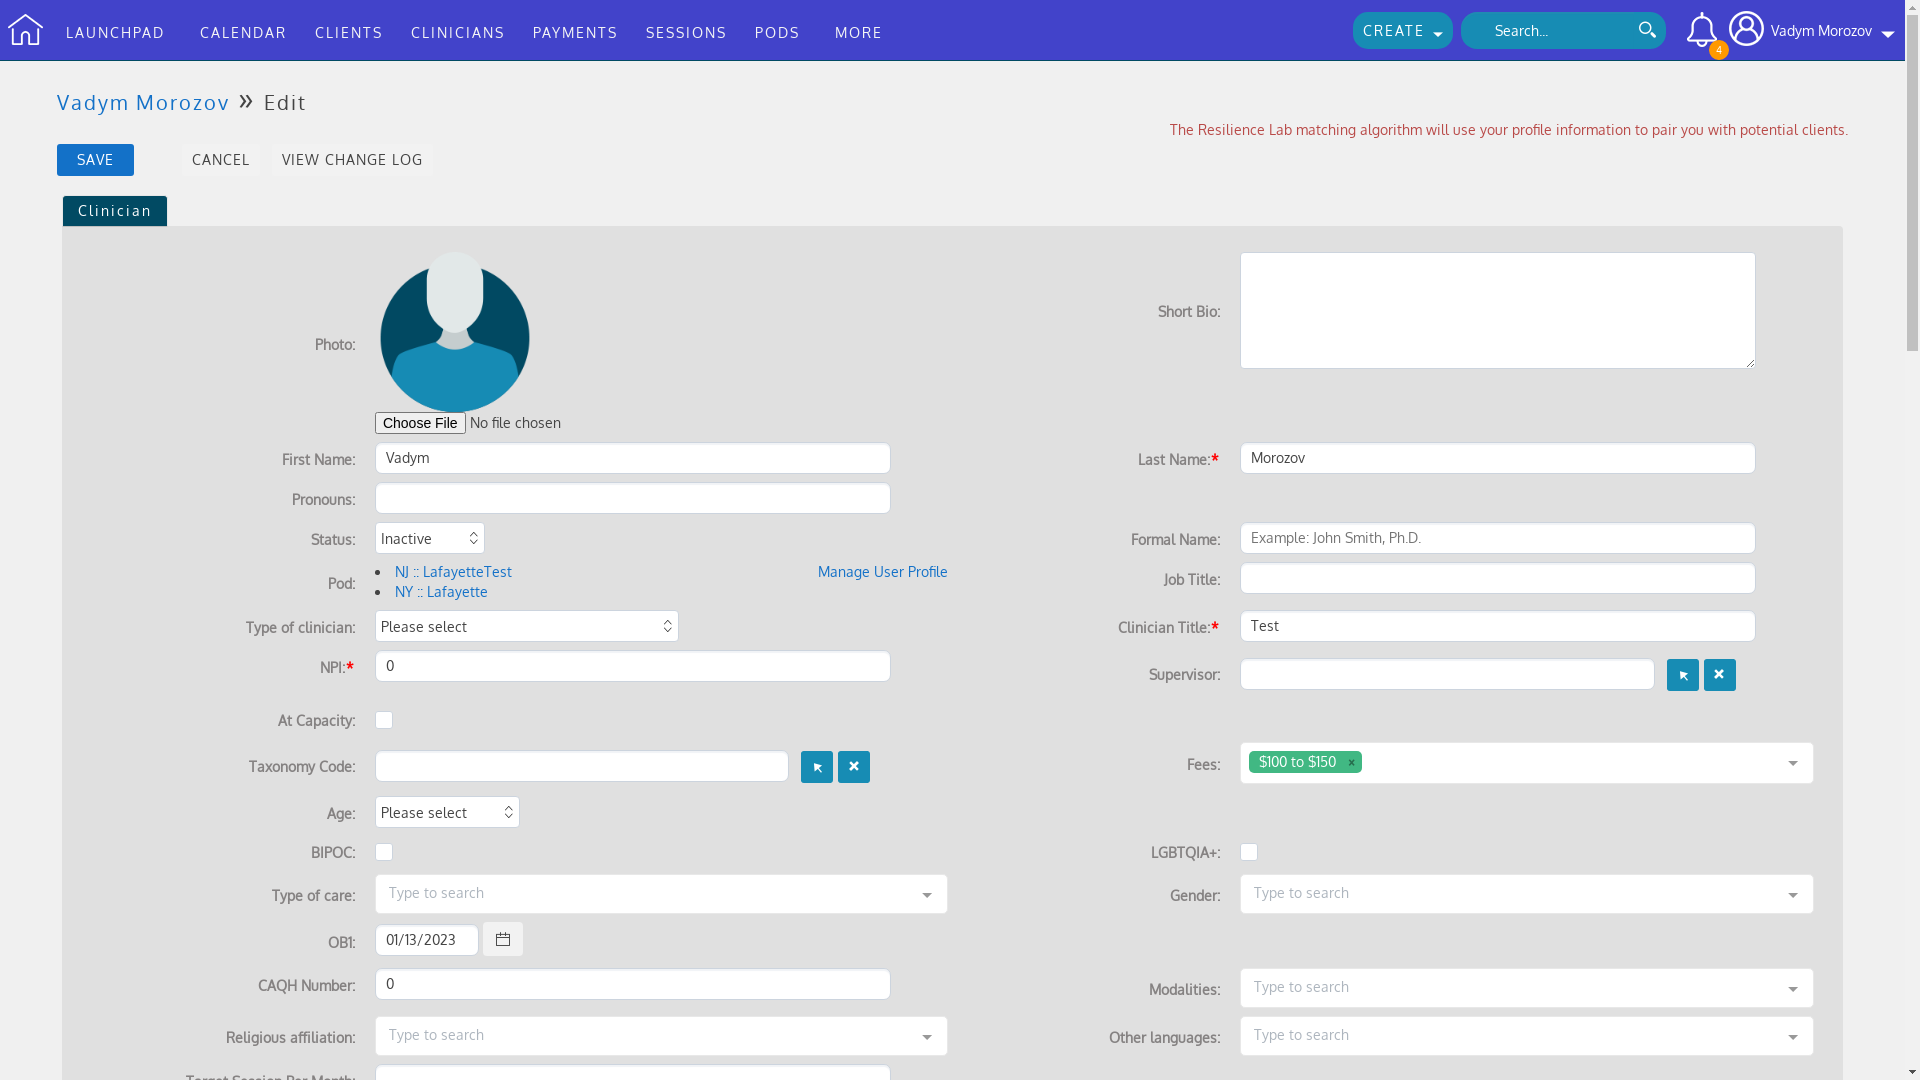 LAUNCHPAD CALENDAR CLIENTS CLINICIANS PAYMENTS SESSIONS PODS MORE CREATE Search... 4 Vadym Morozov
Vadym Morozov » Edit
The Resilience Lab matching algorithm will use your profile information to pair you with potential clients.
SAVE CANCEL VIEW CHANGE LOG
Clinician
Photo:
Short Bio:
Choose File No file chosen
First Name: Vadym
Last Name:* Morozov
Pronouns:
Status: Inactive
Formal Name: Example: John Smith, Ph.D.
Pod:
• NJ :: LafayetteTest
• NY :: Lafayette
Manage User Profile
Job Title:
Type of clinician: Please select
Clinician Title:* Test
NPI:* 0
Supervisor:
At Capacity:
Taxonomy Code:
Fees: $100 to $150 ×
Age: Please select
BIPOC:
LGBTQIA+:
Type of care: Type to search
Gender: Type to search
OB1: 01/13/2023
CAQH Number: 0
Modalities: Type to search
Religious affiliation: Type to search
Other languages: Type to search
Target Session Per Month: